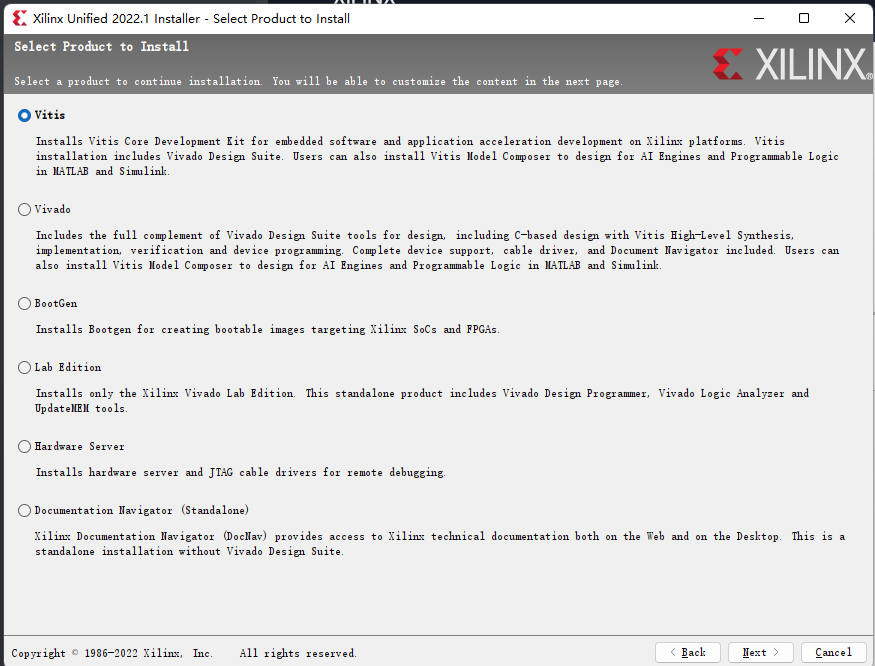 Xilinx Unified 2022.1 Installer - Select Product to Install
Select Product to Install
Select a product to continue installation. You will be able to customize the content in the next page.
XILINX®
Vitis
Installs Vitis Core Development Kit for embedded software and application acceleration development on Xilinx platforms. Vitis
installation includes Vivado Design Suite. Users can also install Vitis Model Composer to design for AI Engines and Programmable Logic
in MATLAB and Simulink.
Vivado
Includes the full complement of Vivado Design Suite tools for design, including C-based design with Vitis High-Level Synthesis,
implementation, verification and device programming. Complete device support, cable driver, and Document Navigator included. Users can
also install Vitis Model Composer to design for AI Engines and Programmable Logic in MATLAB and Simulink.
BootGen
Installs Bootgen for creating bootable images targeting Xilinx SoCs and FPGAs.
Lab Edition
Installs only the Xilinx Vivado Lab Edition. This standalone product includes Vivado Design Programmer, Vivado Logic Analyzer and
UpdateMEM tools.
Hardware Server
Installs hardware server and JTAG cable drivers for remote debugging.
Documentation Navigator (Standalone)
Xilinx Documentation Navigator (DocNav) provides access to Xilinx technical documentation both on the Web and on the Desktop. This is a
standalone installation without Vivado Design Suite.
Copyright © 1986-2022 Xilinx, Inc. All rights reserved.
< Back
Next >
Cancel